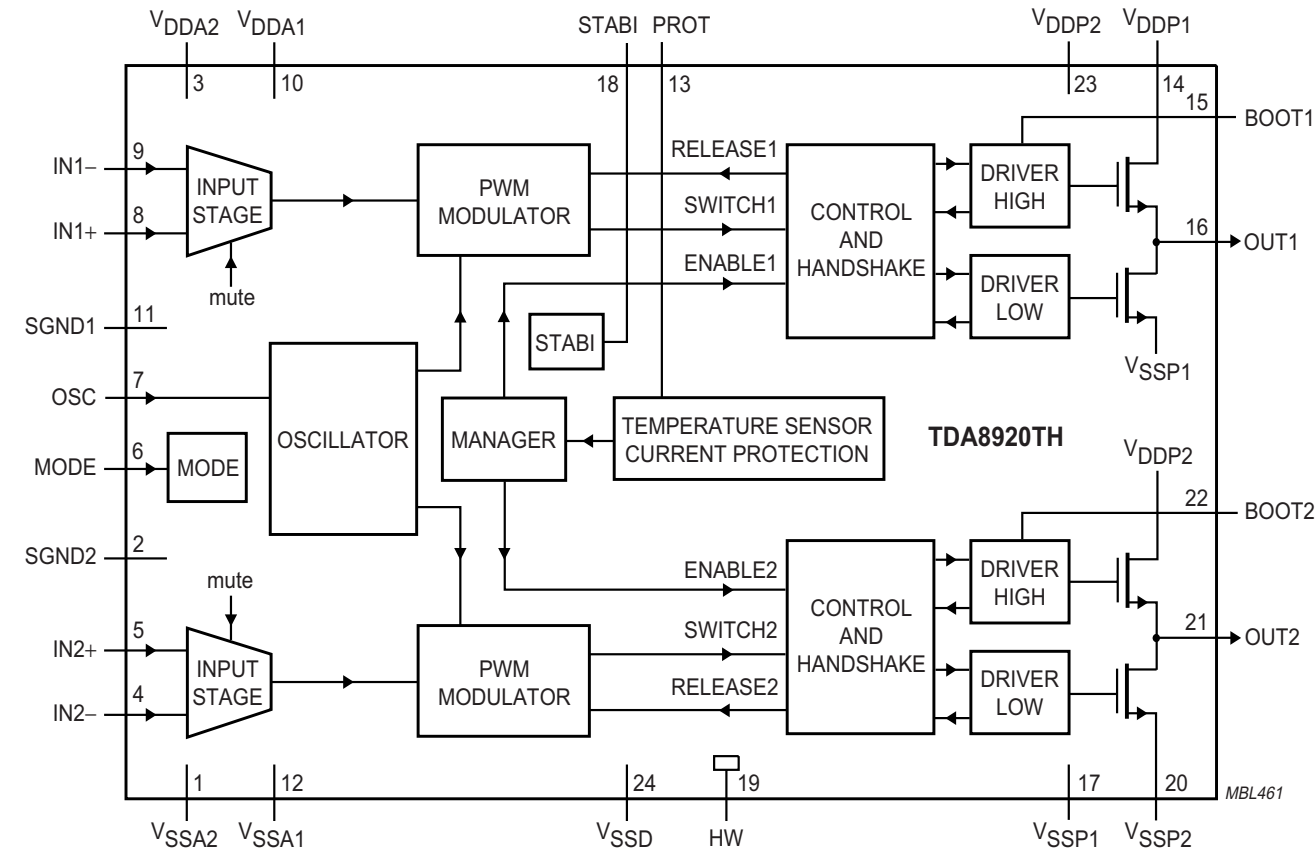 VDDA2 VDDA1 STABI PROT VDDP2 VDDP1
3 10 18 13 23 14
15 BOOT1
IN1− 9
INPUT STAGE
IN1+ 8
mute
PWM MODULATOR
RELEASE1
SWITCH1
ENABLE1
CONTROL AND HANDSHAKE
DRIVER HIGH
DRIVER LOW
16 OUT1
VSSP1
SGND1 11
STABI
OSC 7
OSCILLATOR
MANAGER
TEMPERATURE SENSOR
CURRENT PROTECTION
TDA8920TH
MODE 6
MODE
VDDP2
22 BOOT2
SGND2 2
mute
IN2+ 5
INPUT STAGE
IN2− 4
PWM MODULATOR
ENABLE2
SWITCH2
RELEASE2
CONTROL AND HANDSHAKE
DRIVER HIGH
DRIVER LOW
21 OUT2
1 12 24 19 17 20
MBL461
VSSA2 VSSA1 VSSD HW VSSP1 VSSP2